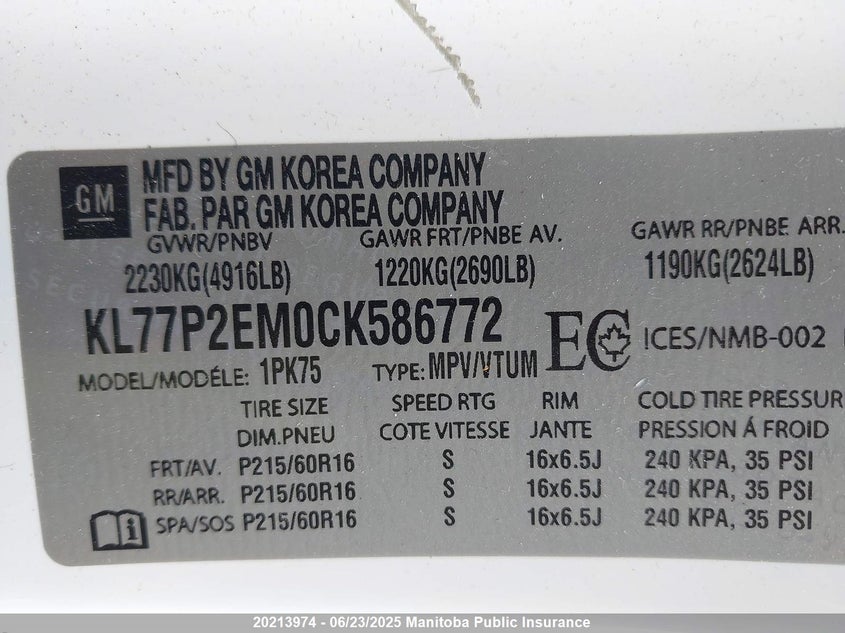 GM
MFD BY GM KOREA COMPANY
FAB. PAR GM KOREA COMPANY
GVWR/PNBV GAWR FRT/PNBE AV. GAWR RR/PNBE ARR.
2230KG(4916LB) 1220KG(2690LB) 1190KG(2624LB)
KL77P2EM0CK586772 EC ICES/NMB-002
MODEL/MODÉLE: 1PK75 TYPE: MPV/VTUM
TIRE SIZE SPEED RTG RIM COLD TIRE PRESSUR
DIM.PNEU COTE VITESSE JANTE PRESSION Á FROID
FRT/AV. P215/60R16 S 16x6.5J 240 KPA, 35 PSI
RR/ARR. P215/60R16 S 16x6.5J 240 KPA, 35 PSI
SPA/SOS P215/60R16 S 16x6.5J 240 KPA, 35 PSI
20213974 - 06/23/2025 Manitoba Public Insurance